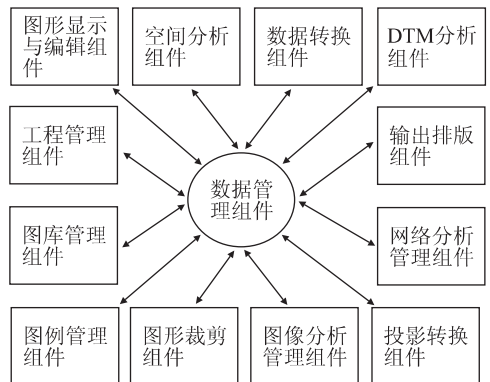 图形显示
与编辑组
件
空间分析
组件
数据转换
组件
DTM分析
组件
工程管理
组件
输出排版
组件
数据管
理组件
图库管理
组件
网络分析
管理组件
图例管理
组件
图形裁剪
组件
图像分析
管理组件
投影转换
组件